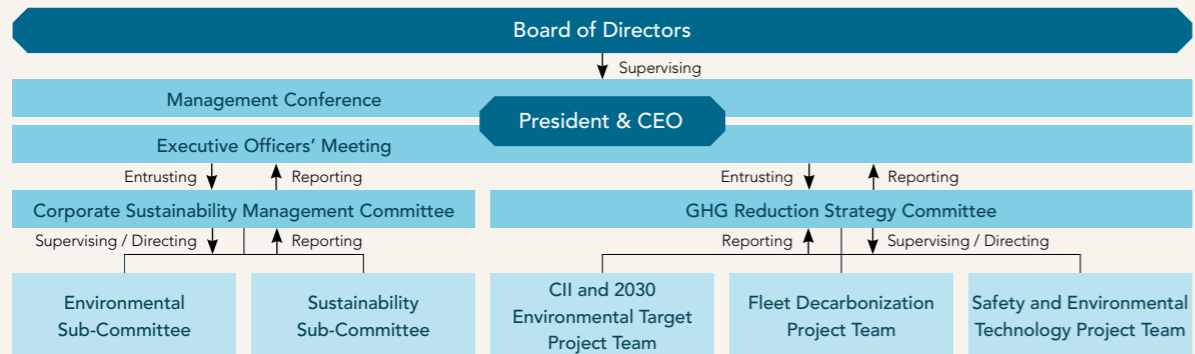 Board of Directors
Supervising
Management Conference
President & CEO
Executive Officers’ Meeting
Entrusting
Reporting
Entrusting
Reporting
Corporate Sustainability Management Committee
GHG Reduction Strategy Committee
Supervising / Directing
Reporting
Reporting
Supervising / Directing
Environmental
Sub-Committee
Sustainability
Sub-Committee
CII and 2030
Environmental Target
Project Team
Fleet Decarbonization
Project Team
Safety and Environmental
Technology Project Team